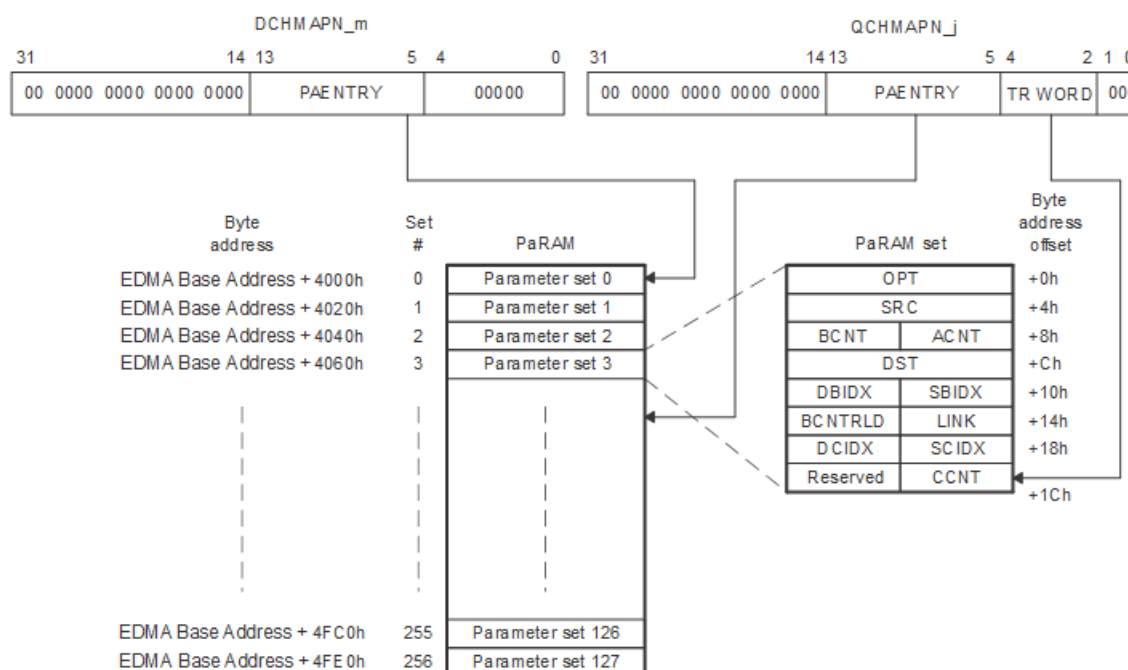 DCHMAPN_m QCHMAPN_j
31 14 13 5 4 0 31 14 13 5 4 2 1 0
00 0000 0000 0000 0000 PAENTRY 00000 00 0000 0000 0000 0000 PAENTRY TR WORD 00
Byte address Set # PaRAM PaRAM set Byte address offset
EDMA Base Address + 4000h 0 Parameter set 0 OPT +0h
EDMA Base Address + 4020h 1 Parameter set 1 SRC +4h
EDMA Base Address + 4040h 2 Parameter set 2 BCNT ACNT +8h
EDMA Base Address + 4060h 3 Parameter set 3 DST +Ch
DBIDX SBIDX +10h
BCNTRLD LINK +14h
DCIDX SCIDX +18h
Reserved CCNT +1Ch
EDMA Base Address + 4FC0h 255 Parameter set 126
EDMA Base Address + 4FE0h 256 Parameter set 127